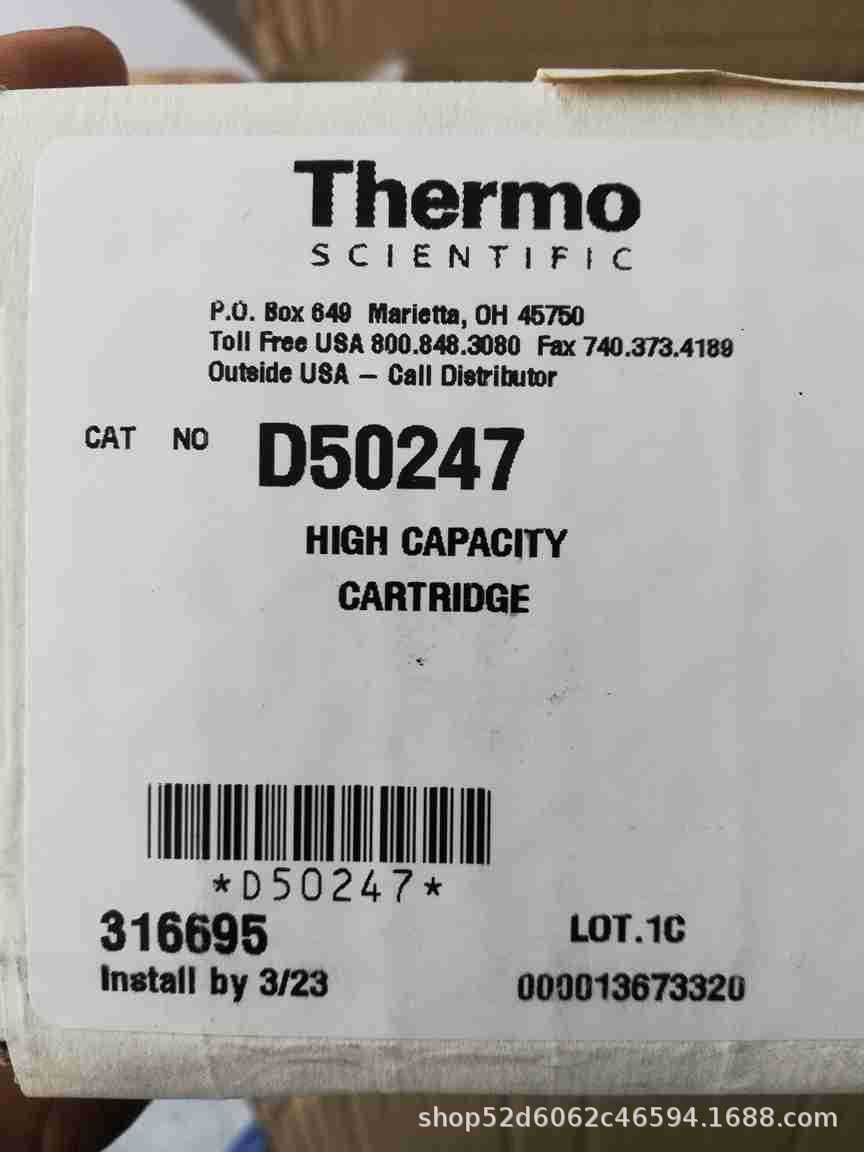 Thermo
SCIENTIFIC
P.O. Box 649 Marietta, OH 45750
Toll Free USA 800.848.3080 Fax 740.373.4189
Outside USA – Call Distributor
CAT NO D50247
HIGH CAPACITY
CARTRIDGE
*D50247*
316695 LOT.1C
Install by 3/23 000013673320
shop52d6062c46594.1688.com